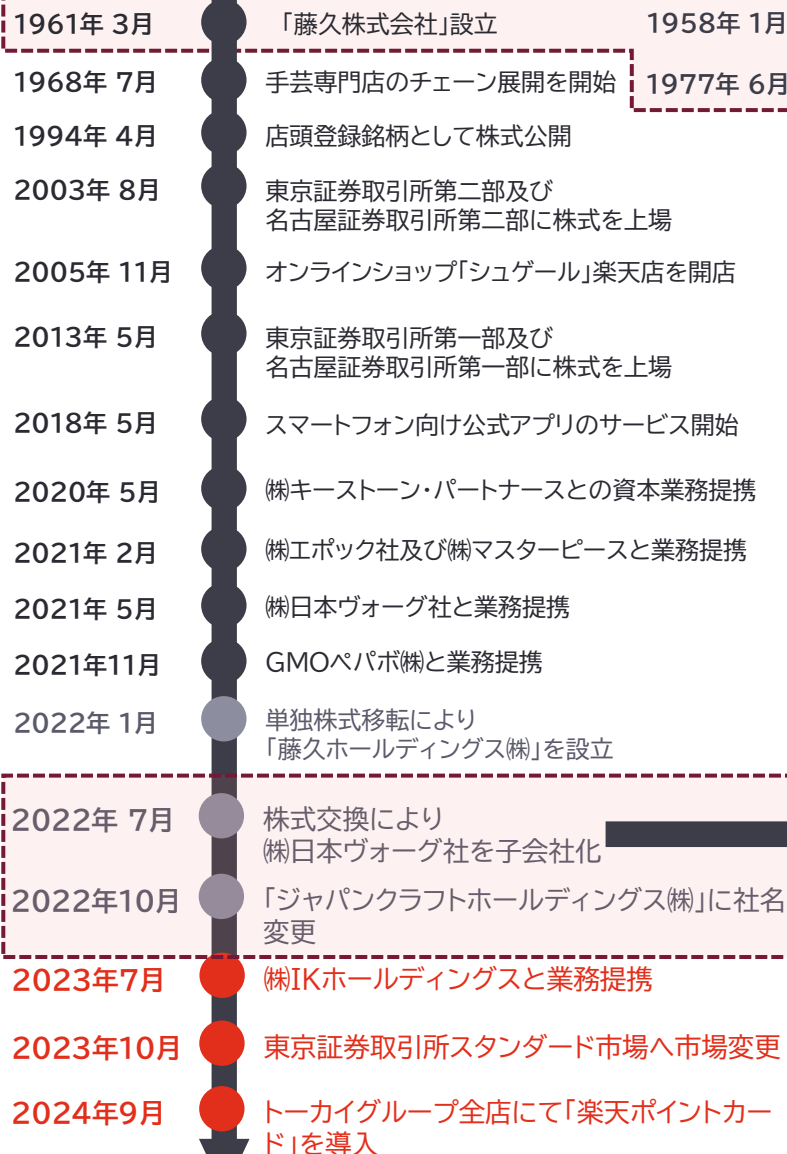 1961年 3月
「藤久株式会社」設立
1958年 1月
1968年 7月
手芸専門店のチェーン展開を開始
1977年 6月
1994年 4月
店頭登録銘柄として株式公開
2003年 8月
東京証券取引所第二部及び
名古屋証券取引所第二部に株式を上場
2005年 11月
オンラインショップ「シュゲール」楽天店を開店
2013年 5月
東京証券取引所第一部及び
名古屋証券取引所第一部に株式を上場
2018年 5月
スマートフォン向け公式アプリのサービス開始
2020年 5月
㈱キーストーン・パートナースとの資本業務提携
2021年 2月
㈱エポック社及び㈱マスターピースと業務提携
2021年 5月
㈱日本ヴォーグ社と業務提携
2021年11月
GMOペパボ㈱と業務提携
2022年 1月
単独株式移転により
「藤久ホールディングス㈱」を設立
2022年 7月
株式交換により
㈱日本ヴォーグ社を子会社化
2022年10月
「ジャパンクラフトホールディングス㈱」に社名
変更
2023年7月
㈱IKホールディングスと業務提携
2023年10月
東京証券取引所スタンダード市場へ市場変更
2024年9月
トーカイグループ全店にて「楽天ポイントカー
ド」を導入